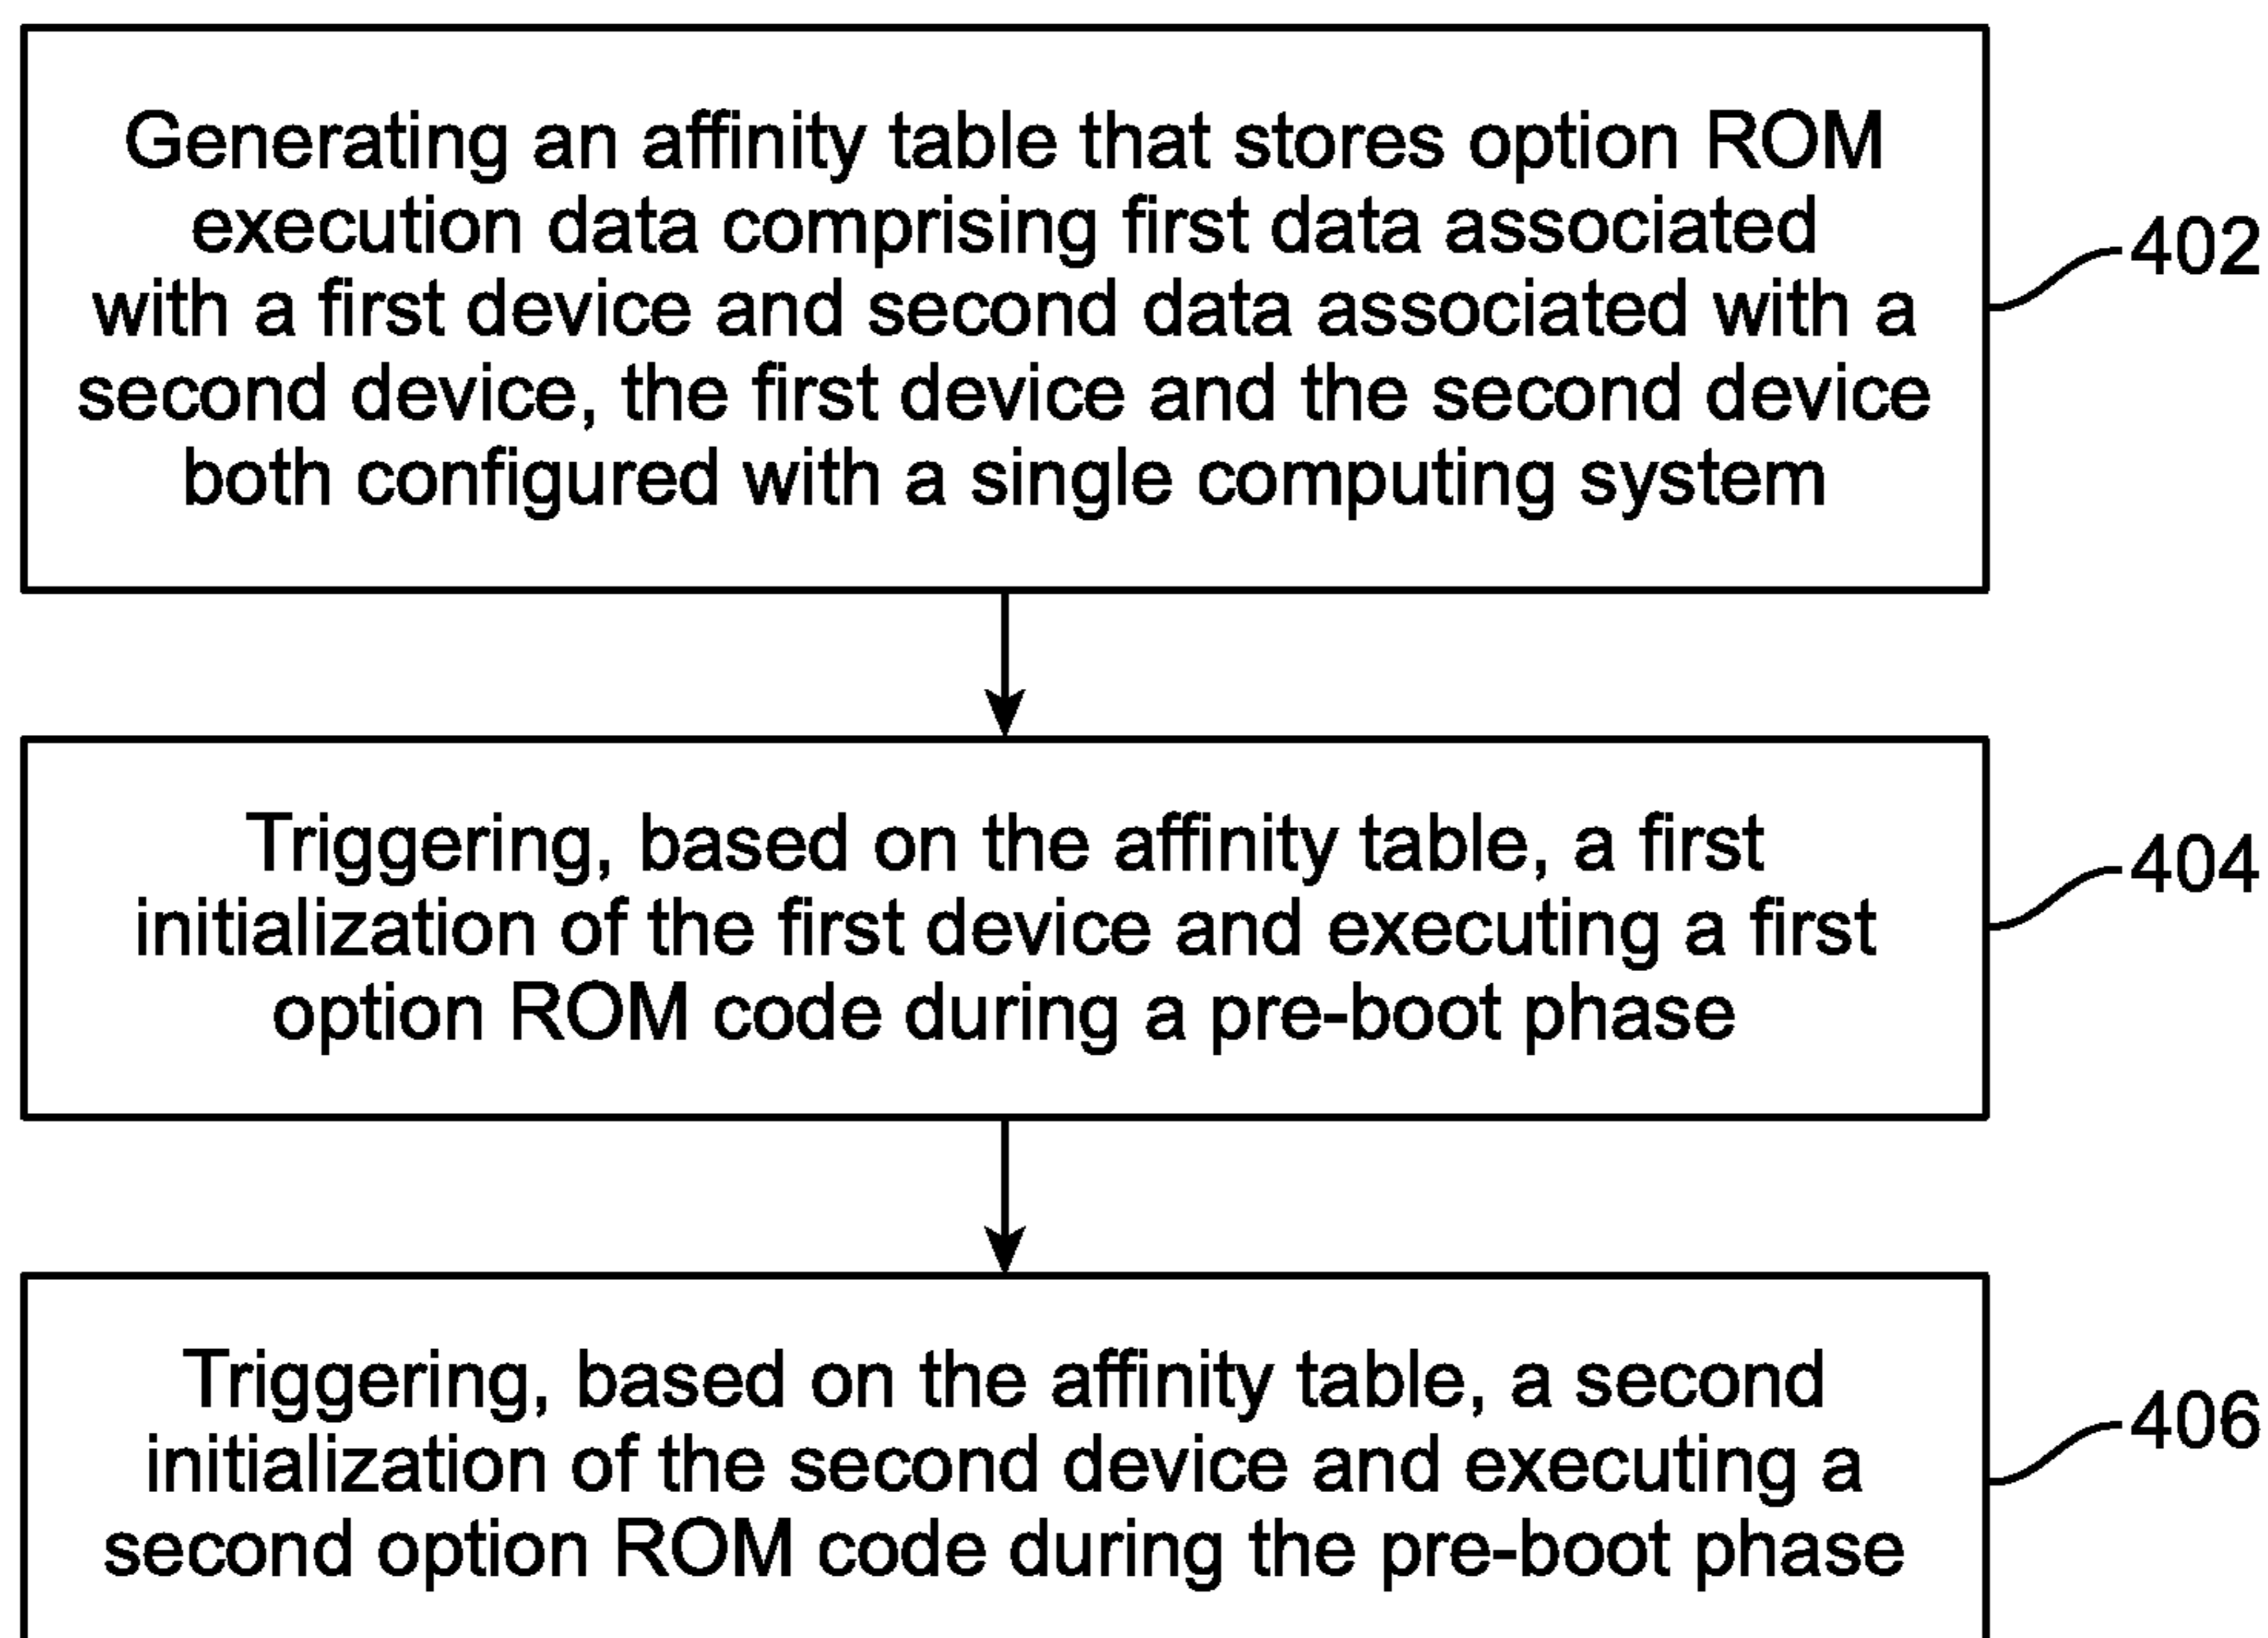 Generating an affinity table that stores option ROM
execution data comprising first data associated
with a first device and second data associated with a
second device, the first device and the second device
both configured with a single computing system
402
Triggering, based on the affinity table, a first
initialization of the first device and executing a first
option ROM code during a pre-boot phase
404
Triggering, based on the affinity table, a second
initialization of the second device and executing a
second option ROM code during the pre-boot phase
406